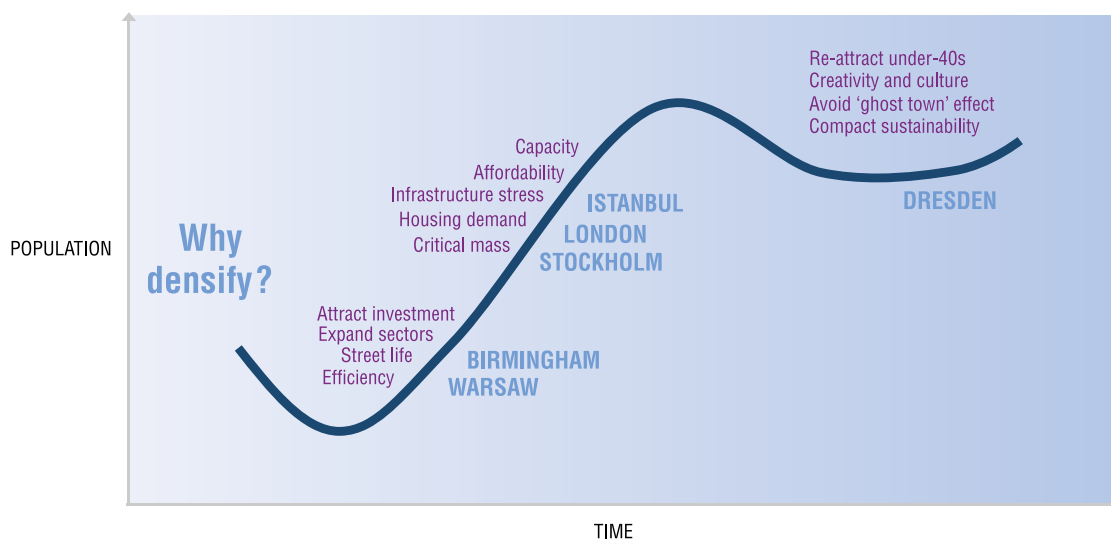 Re-attract under-40s
Creativity and culture
Avoid ‘ghost town’ effect
Compact sustainability
Capacity
Affordability
Infrastructure stress
Housing demand
Critical mass
ISTANBUL
LONDON
STOCKHOLM
DRESDEN
POPULATION
Why
densify?
Attract investment
Expand sectors
Street life
Efficiency
BIRMINGHAM
WARSAW
TIME